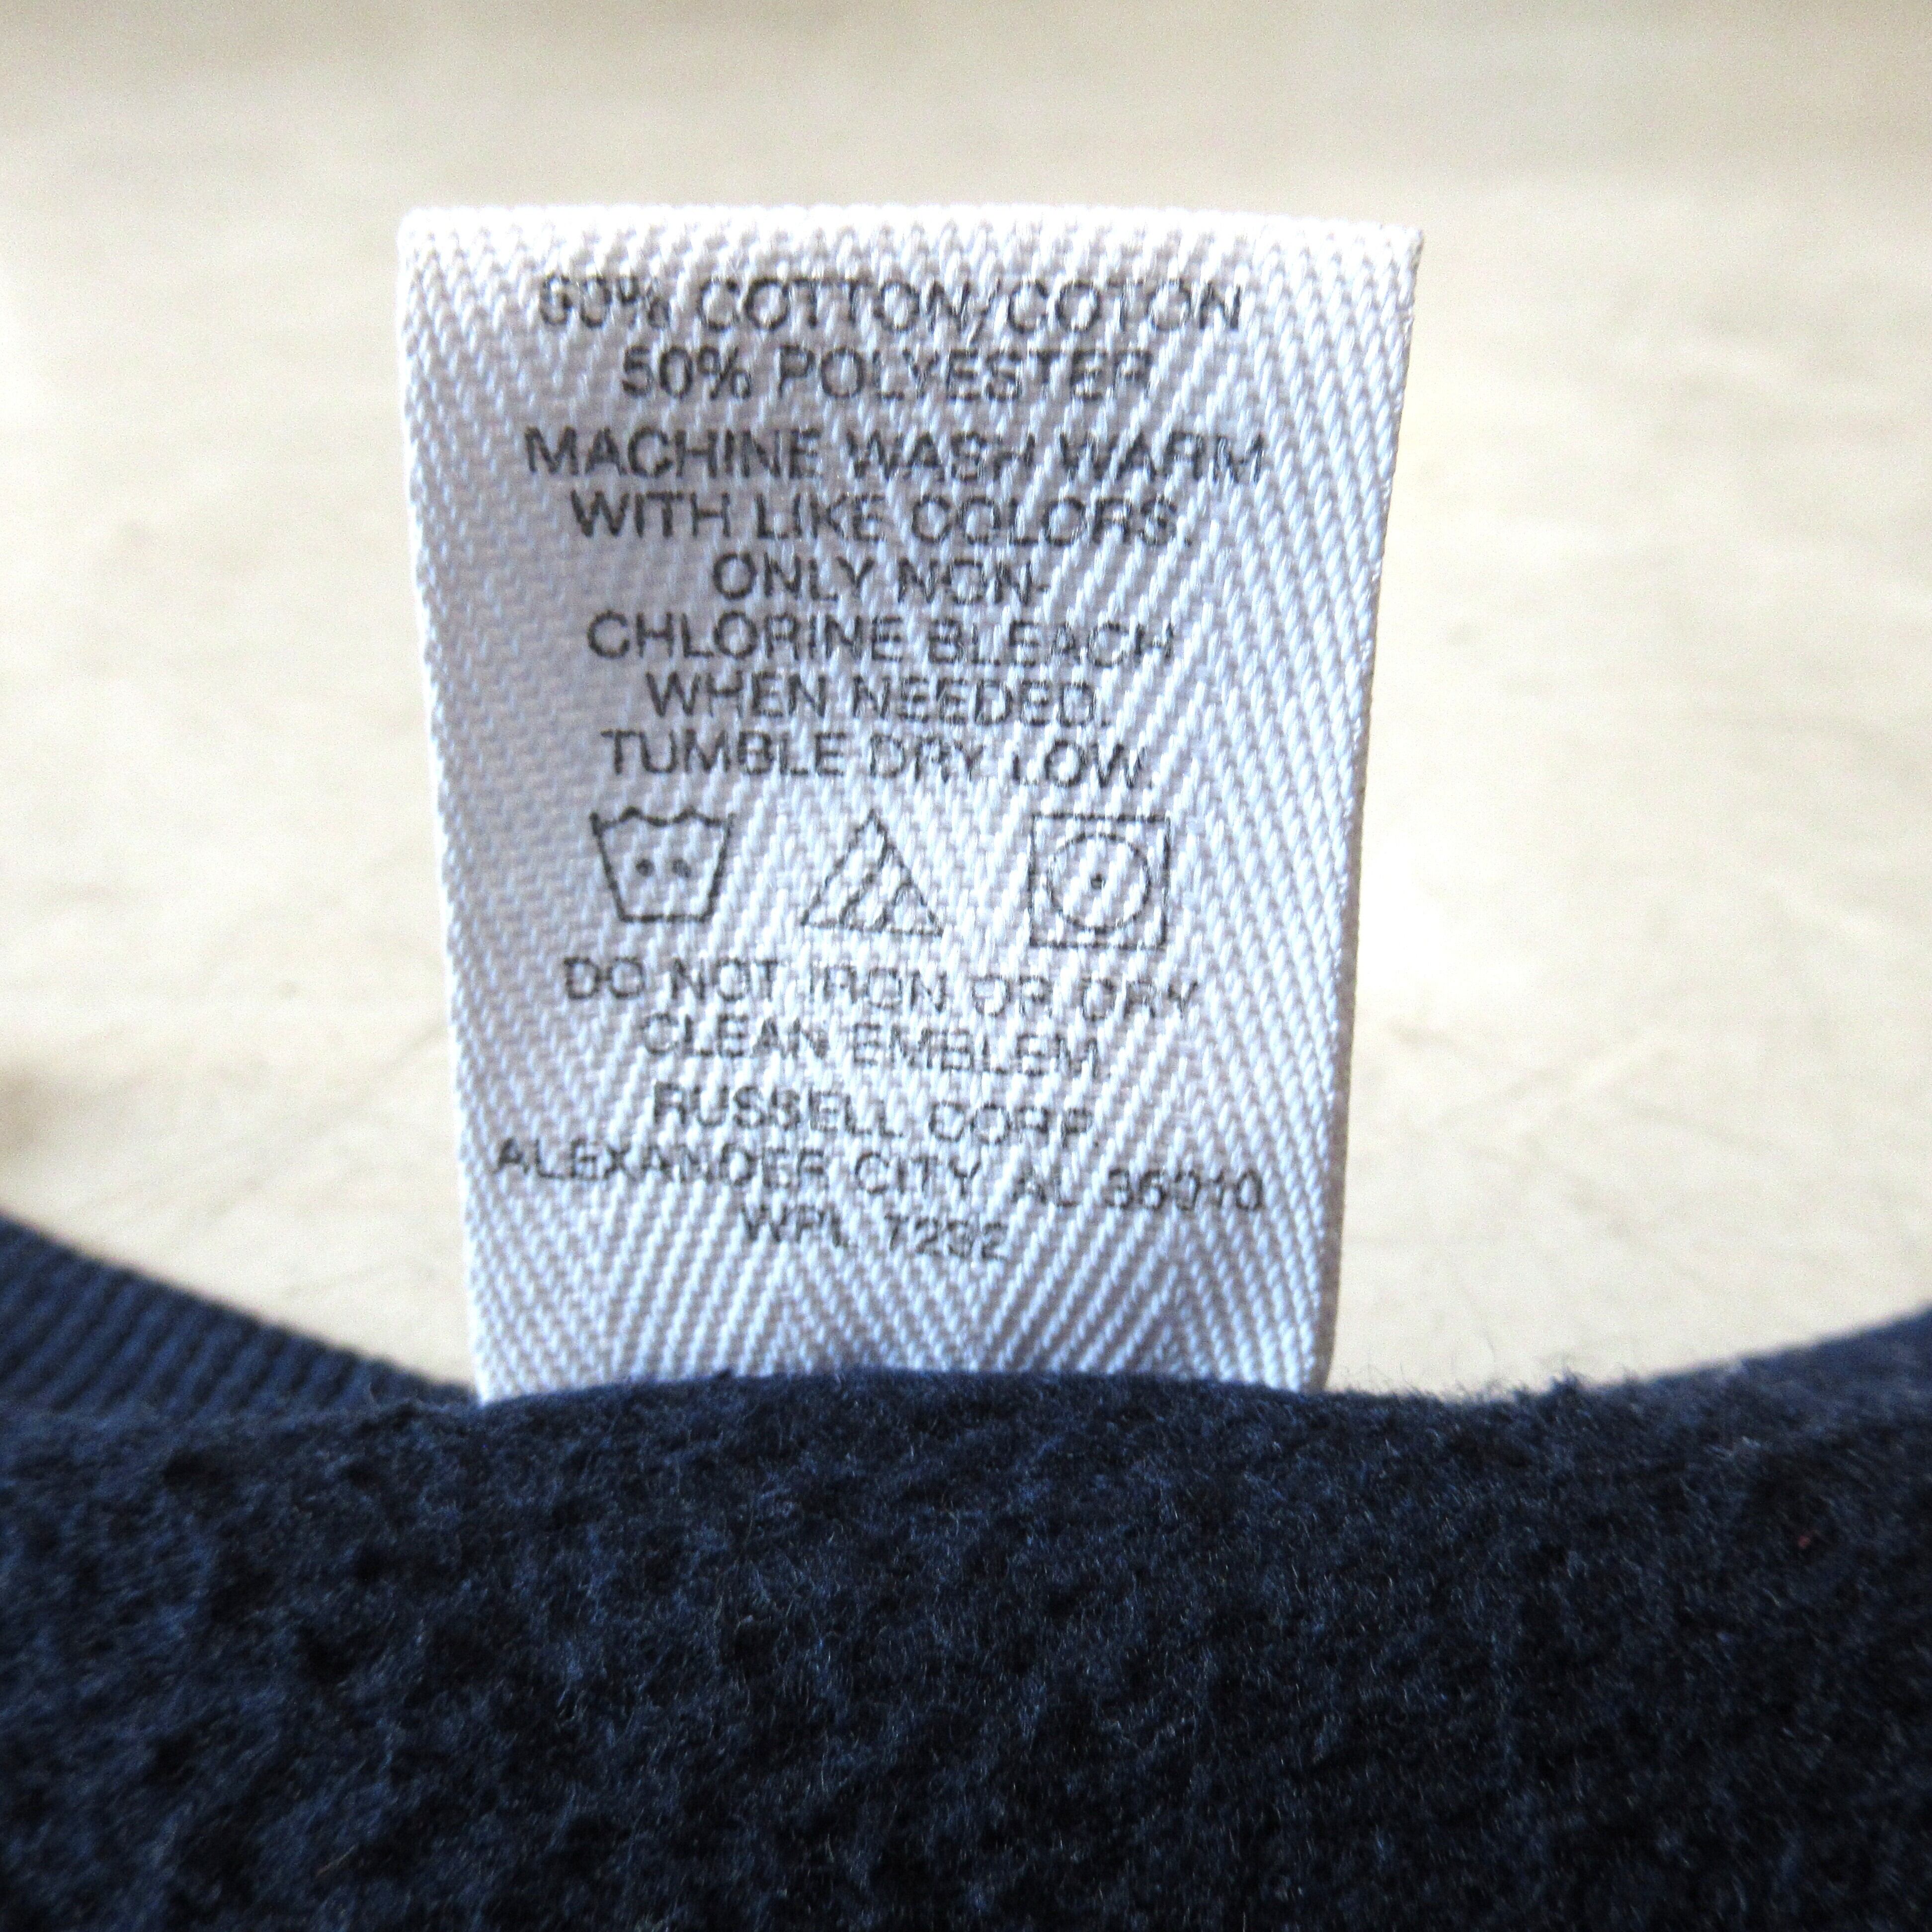 50% COTTON/COTON
50% POLYESTER
MACHINE WASH WARM
WITH LIKE COLORS.
ONLY NON-
CHLORINE BLEACH
WHEN NEEDED.
TUMBLE DRY LOW.
DO NOT IRON OR DRY
CLEAN EMBLEM.
RUSSELL CORP.
ALEXANDER CITY AL 35010
WPL 7292